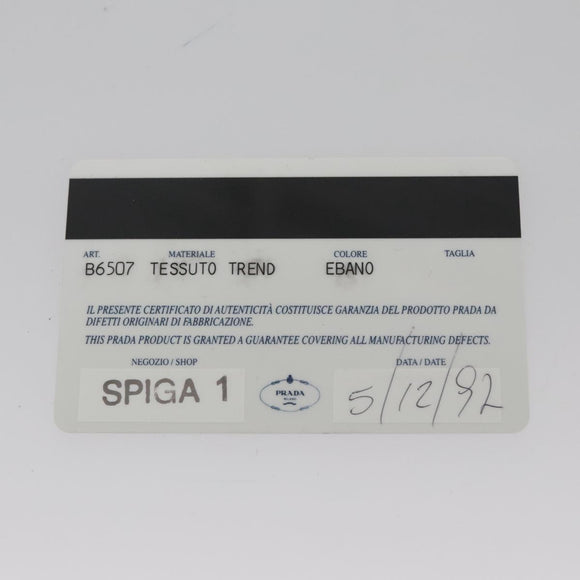 ART. MATERIALE COLORE TAGLIA
B6507 TESSUTO TREND EBANO
IL PRESENTE CERTIFICATO DI AUTENTICITÀ COSTITUISCE GARANZIA DEL PRODOTTO PRADA DA
DIFETTI ORIGINARI DI FABBRICAZIONE.
THIS PRADA PRODUCT IS GRANTED A GUARANTEE COVERING ALL MANUFACTURING DEFECTS.
NEGOZIO / SHOP DATA / DATE
SPIGA 1 5/12/92
PRADA
MILANO